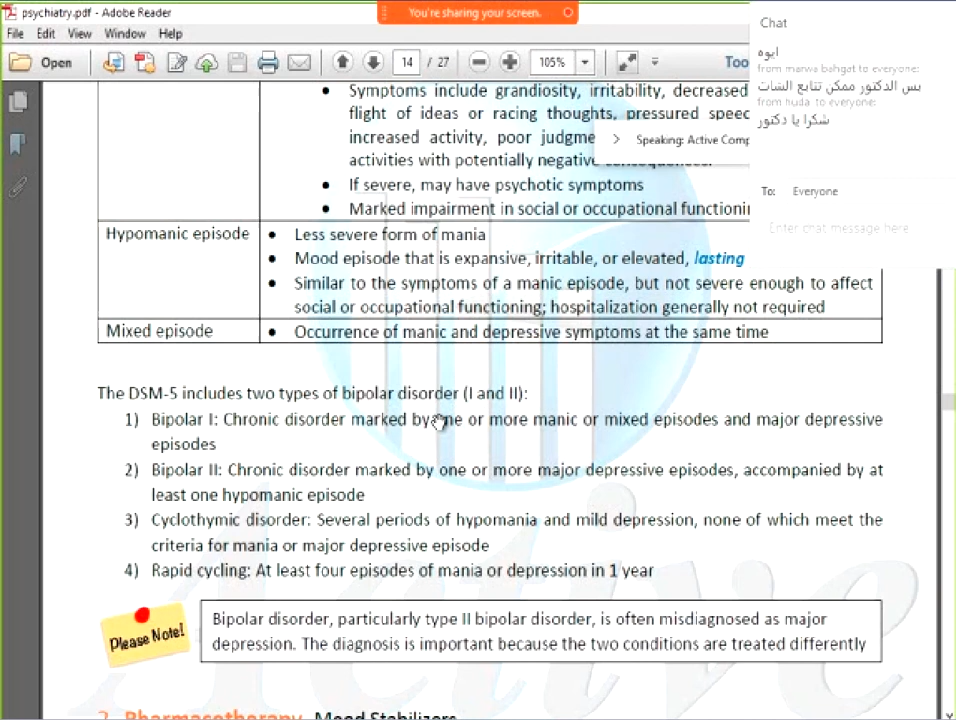 psychiatry.pdf - Adobe Reader
You're sharing your screen.
File Edit View Window Help
Open 14 / 27 105% Too
Chat
ايوه
from marwa bahgat to everyone:
بس الدكتور ممكن تتابع الشات
from huda to everyone:
شكرا يا دكتور
Speaking: Active Comp
To: Everyone
Enter chat message here
• Symptoms include grandiosity, irritability, decreased
flight of ideas or racing thoughts, pressured speec
increased activity, poor judgme
activities with potentially negative consequences.
• If severe, may have psychotic symptoms
• Marked impairment in social or occupational functionin
Hypomanic episode
• Less severe form of mania
• Mood episode that is expansive, irritable, or elevated, lasting
• Similar to the symptoms of a manic episode, but not severe enough to affect
social or occupational functioning; hospitalization generally not required
Mixed episode • Occurrence of manic and depressive symptoms at the same time
The DSM-5 includes two types of bipolar disorder (I and II):
1) Bipolar I: Chronic disorder marked by one or more manic or mixed episodes and major depressive
episodes
2) Bipolar II: Chronic disorder marked by one or more major depressive episodes, accompanied by at
least one hypomanic episode
3) Cyclothymic disorder: Several periods of hypomania and mild depression, none of which meet the
criteria for mania or major depressive episode
4) Rapid cycling: At least four episodes of mania or depression in 1 year
Please Note!
Bipolar disorder, particularly type II bipolar disorder, is often misdiagnosed as major
depression. The diagnosis is important because the two conditions are treated differently
2. Pharmacotherapy Mood Stabilizers
Active